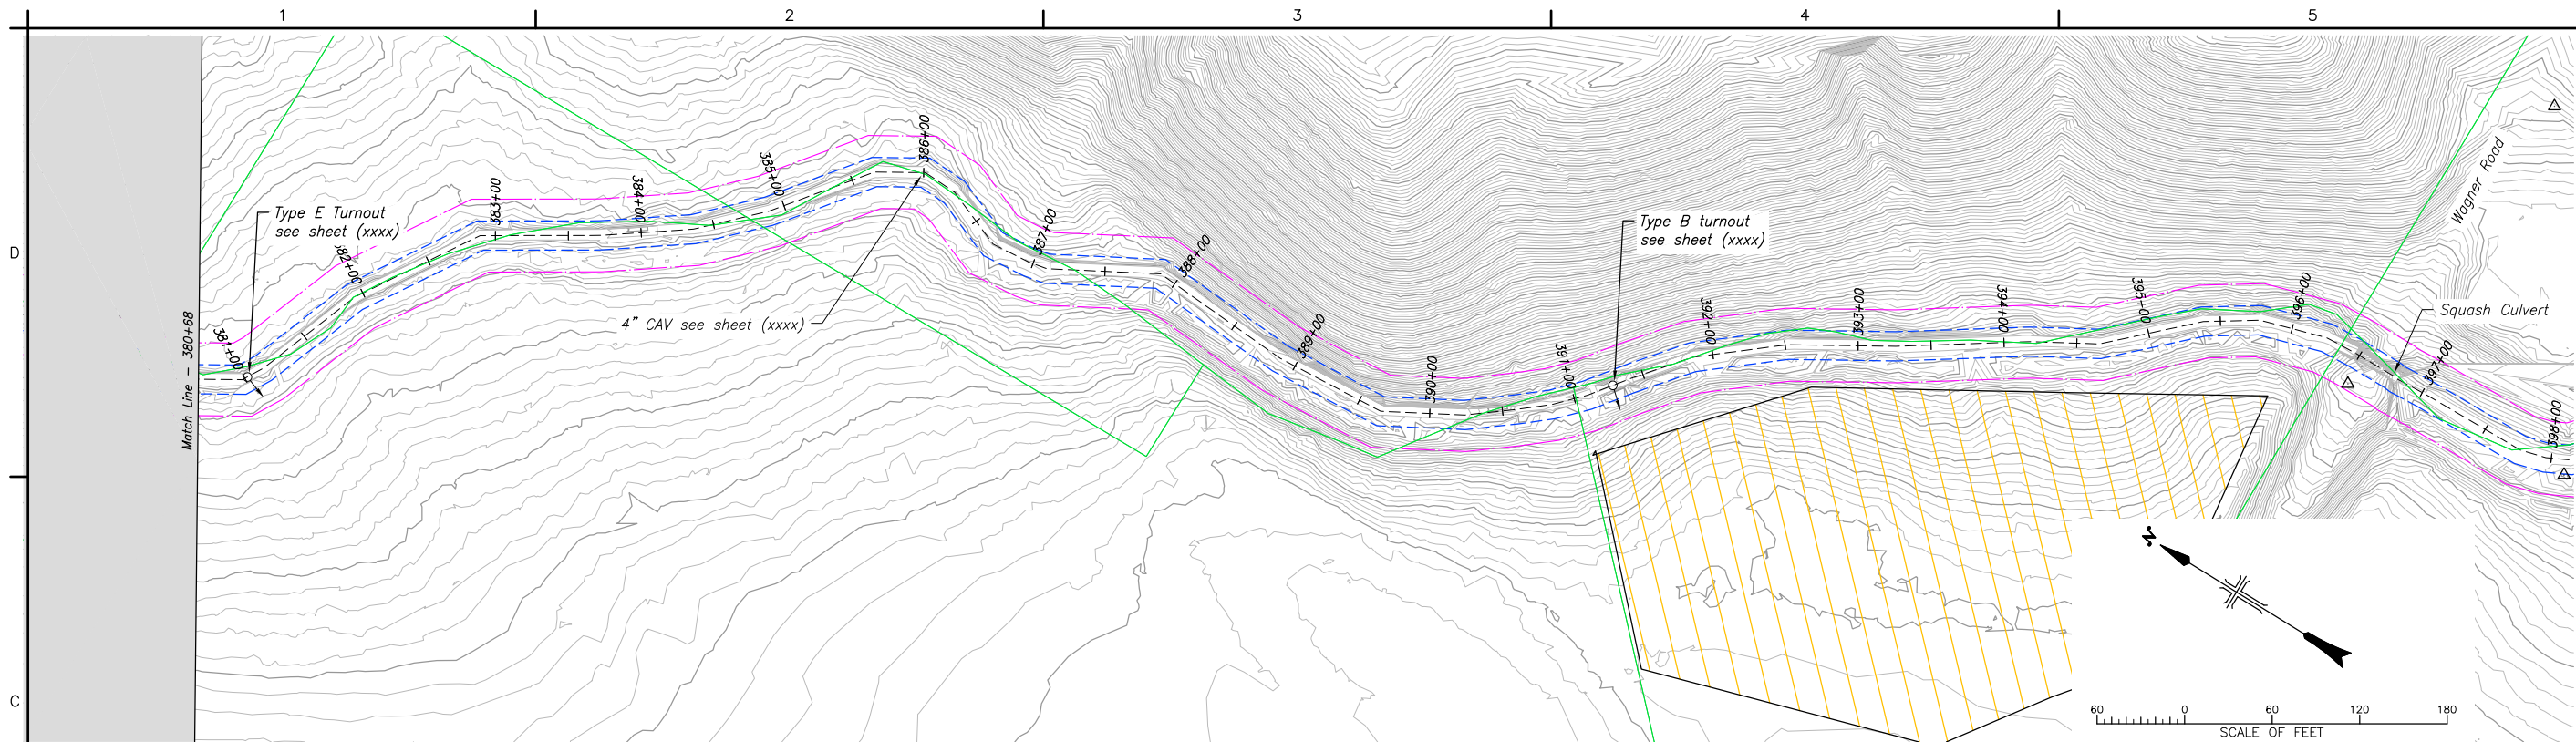 1 2 3 4 5
D
C
Match Line - 380+68
381+00
382+00
383+00
384+00
385+00
386+00
387+00
388+00
389+00
390+00
391+00
392+00
393+00
394+00
395+00
396+00
397+00
398+00
Type E Turnout
see sheet (xxxx)
4" CAV see sheet (xxxx)
Type B turnout
see sheet (xxxx)
Wagner Road
Squash Culvert
N
60 0 60 120 180
SCALE OF FEET